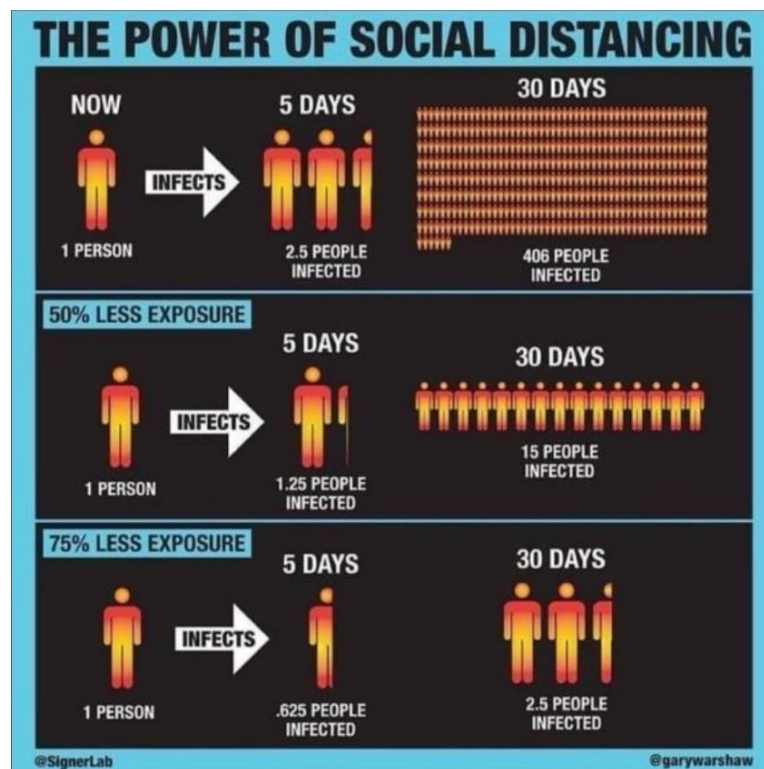 THE POWER OF SOCIAL DISTANCING
NOW
5 DAYS
30 DAYS
INFECTS
1 PERSON
2.5 PEOPLE
INFECTED
406 PEOPLE
INFECTED
50% LESS EXPOSURE
5 DAYS
30 DAYS
INFECTS
1 PERSON
1.25 PEOPLE
INFECTED
15 PEOPLE
INFECTED
75% LESS EXPOSURE
5 DAYS
30 DAYS
INFECTS
1 PERSON
.625 PEOPLE
INFECTED
2.5 PEOPLE
INFECTED
@SignerLab
@garywarshaw